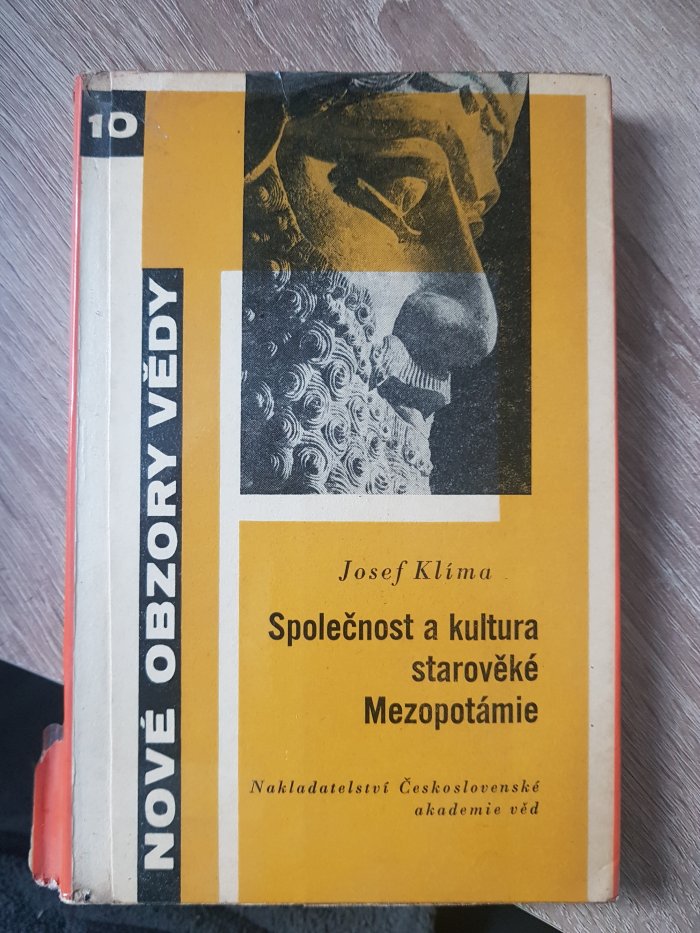 10
NOVÉ OBZORY VĚDY
Josef Klíma
Společnost a kultura
starověké
Mezopotámie
Nakladatelství Československé
akademie věd